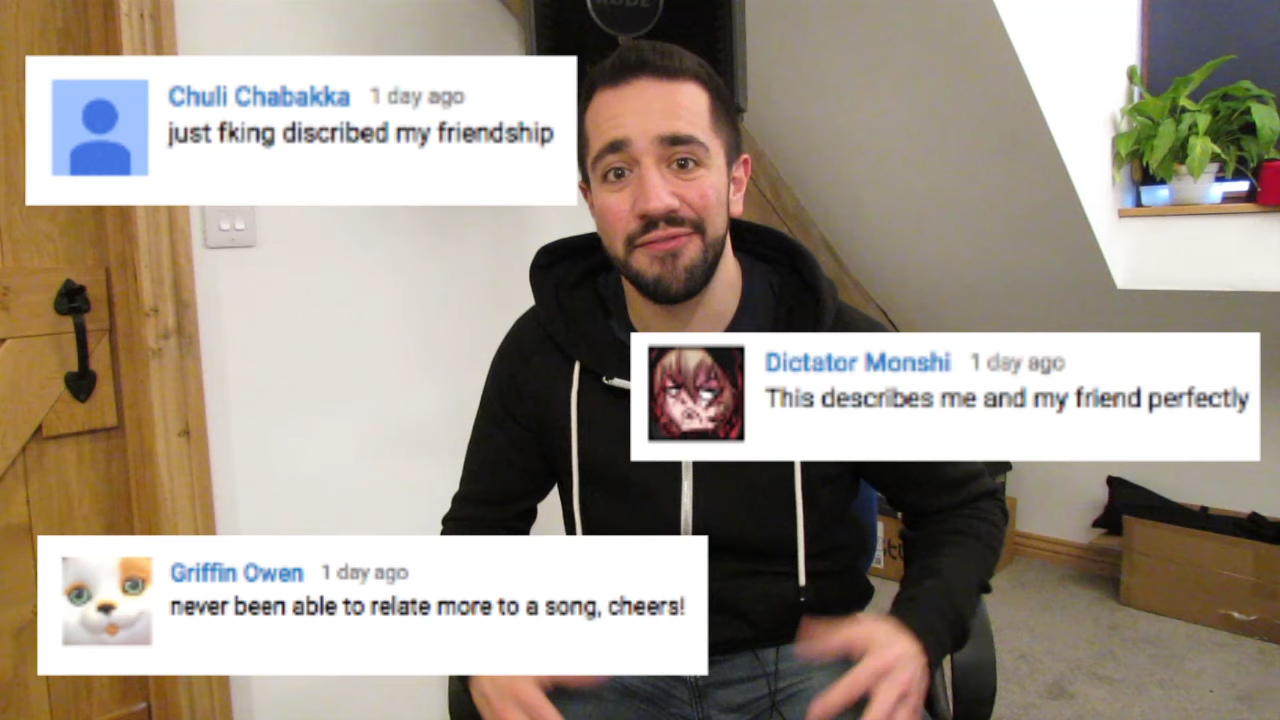 RODE
Chuli Chabakka 1 day ago
just fking discribed my friendship
Dictator Monshi 1 day ago
This describes me and my friend perfectly
Griffin Owen 1 day ago
never been able to relate more to a song, cheers!